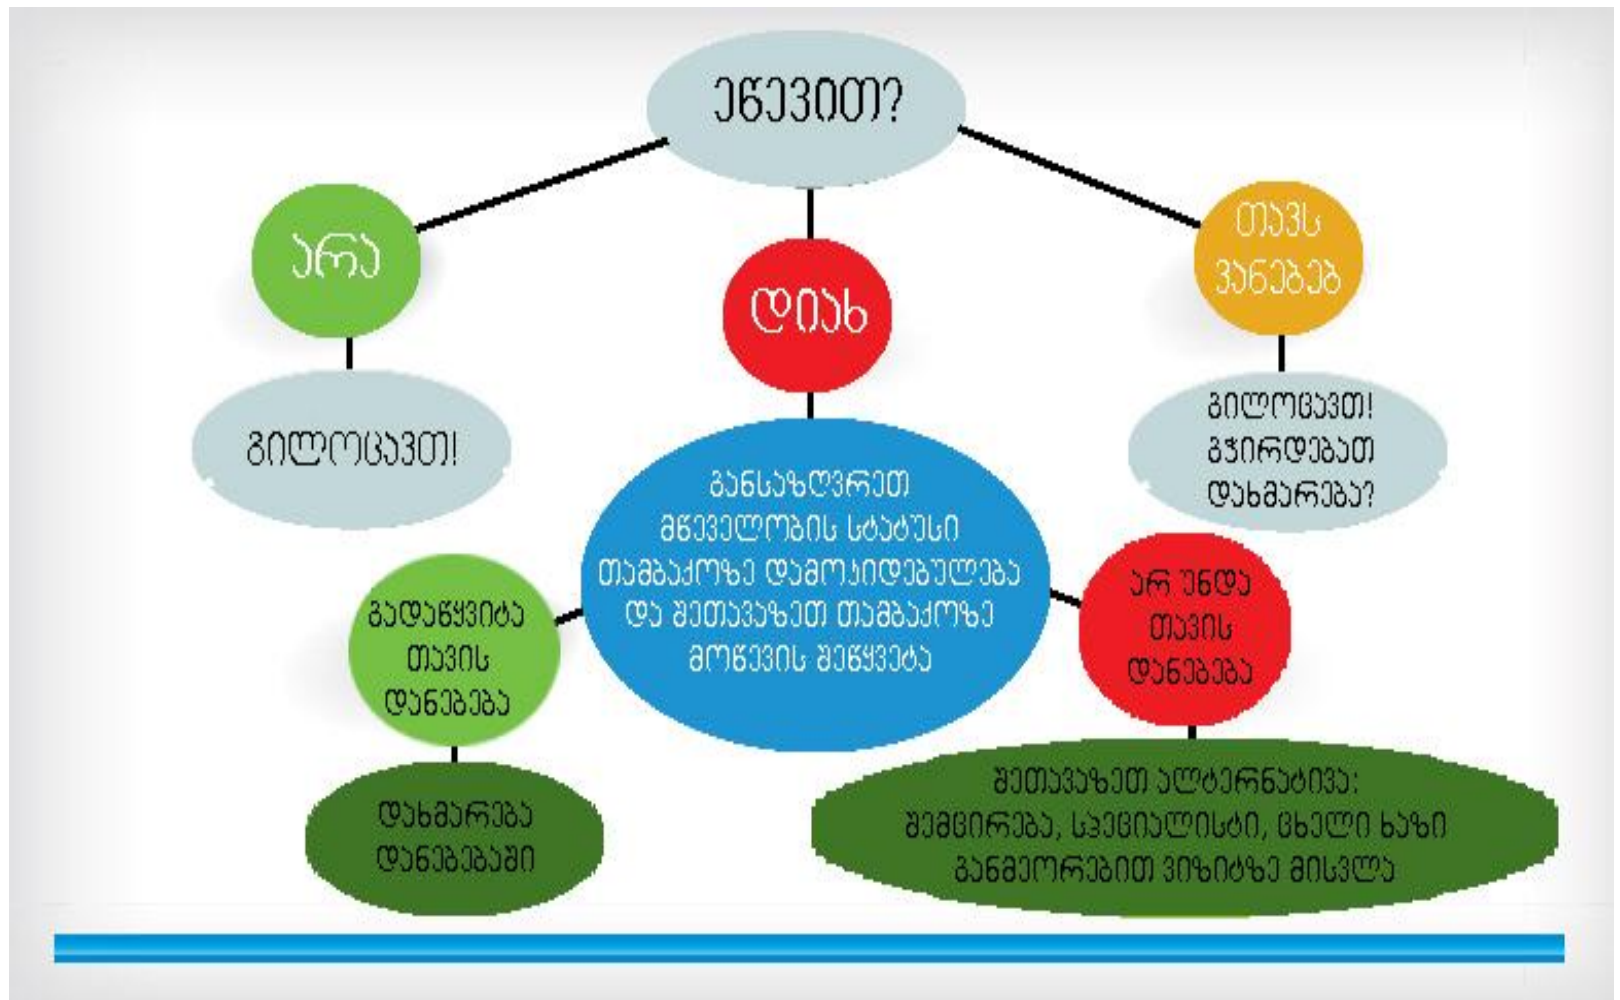 ეწევით?
არა
დიახ
თავს
ვანებებ
გილოცავთ!
გილოცავთ!
გჭირდებათ
დახმარება?
განსაზღვრეთ
მწეველობის სტატუსი
თამბაქოზე დამოკიდებულება
და შეთავაზეთ თამბაქოზე
მოწევის შეწყვეტა
გადაწყვიტა
თავის
დანებება
არ უნდა
თავის
დანებება
დახმარება
დანებებაში
შეთავაზეთ ალტერნატივა:
შემცირება, სპეციალისტი, ცხელი ხაზი
განმეორებით ვიზიტზე მისვლა